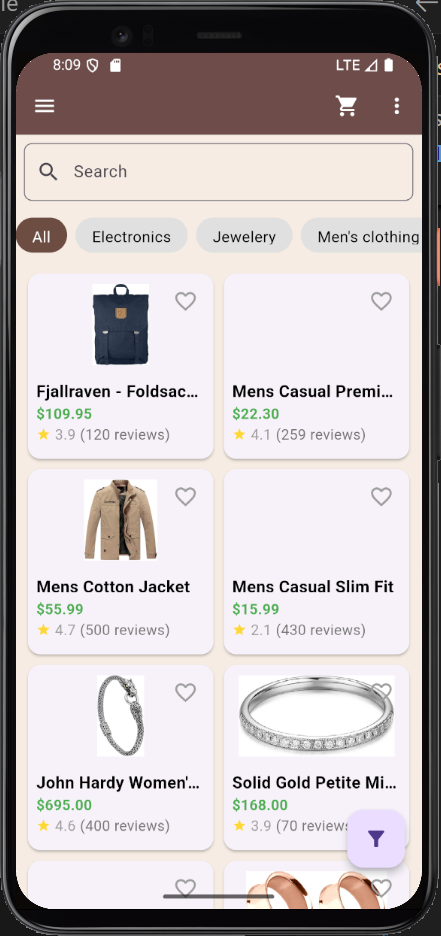 le
8:09
LTE
Search
All
Electronics
Jewelery
Men's clothing
Fjallraven - Foldsac...
$109.95
3.9 (120 reviews)
Mens Casual Premi...
$22.30
4.1 (259 reviews)
Mens Cotton Jacket
$55.99
4.7 (500 reviews)
Mens Casual Slim Fit
$15.99
2.1 (430 reviews)
John Hardy Women'...
$695.00
4.6 (400 reviews)
Solid Gold Petite Mi...
$168.00
3.9 (70 reviews